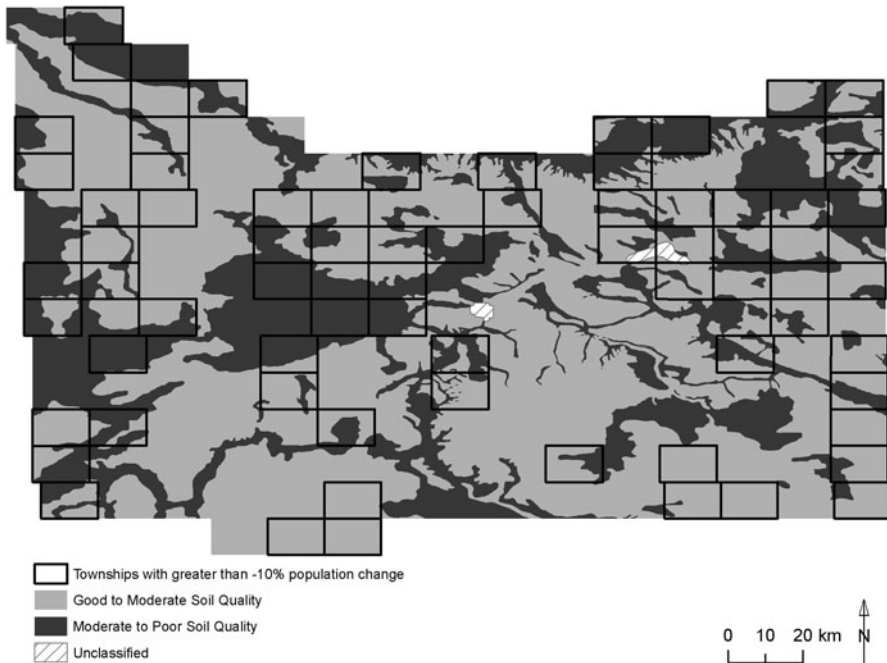 Townships with greater than -10% population change
Good to Moderate Soil Quality
Moderate to Poor Soil Quality
Unclassified
0 10 20 km
N